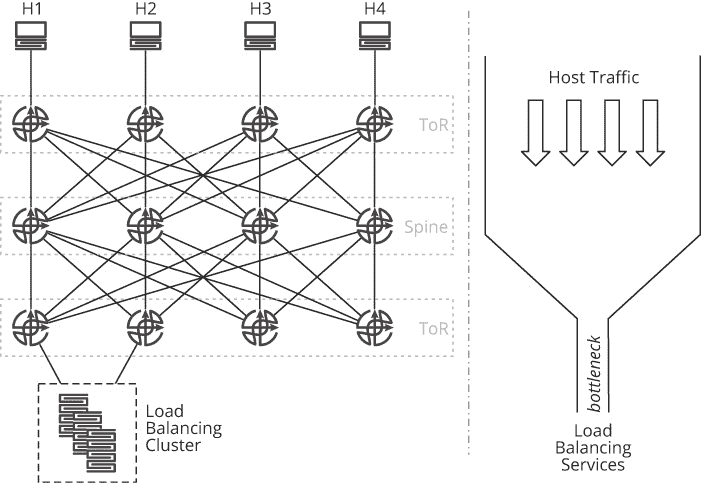 H1
H2
H3
H4
ToR
Spine
ToR
Load
Balancing
Cluster
Host Traffic
bottleneck
Load
Balancing
Services